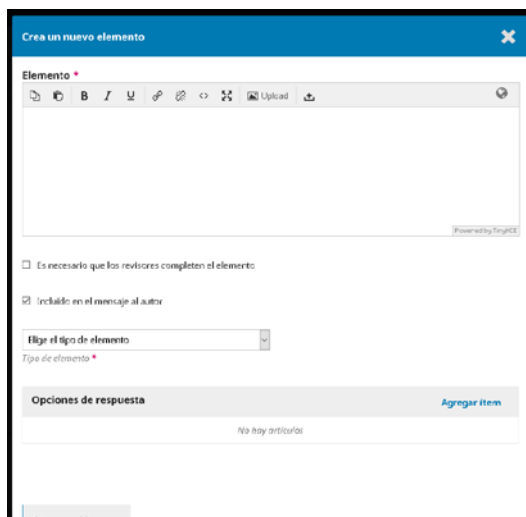 Crea un nuevo elemento
Elemento *
B I U Upload
Powered by TinyMCE
Es necesario que los revisores completen el elemento
Incluido en el mensaje al autor
Elige el tipo de elemento
Tipo de elemento *
Opciones de respuesta Agregar ítem
No hay artículos